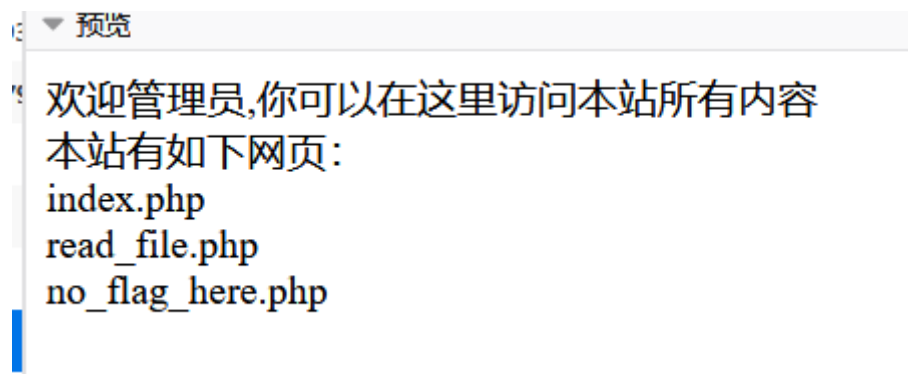 预览
欢迎管理员,你可以在这里访问本站所有内容
本站有如下网页：
index.php
read_file.php
no_flag_here.php